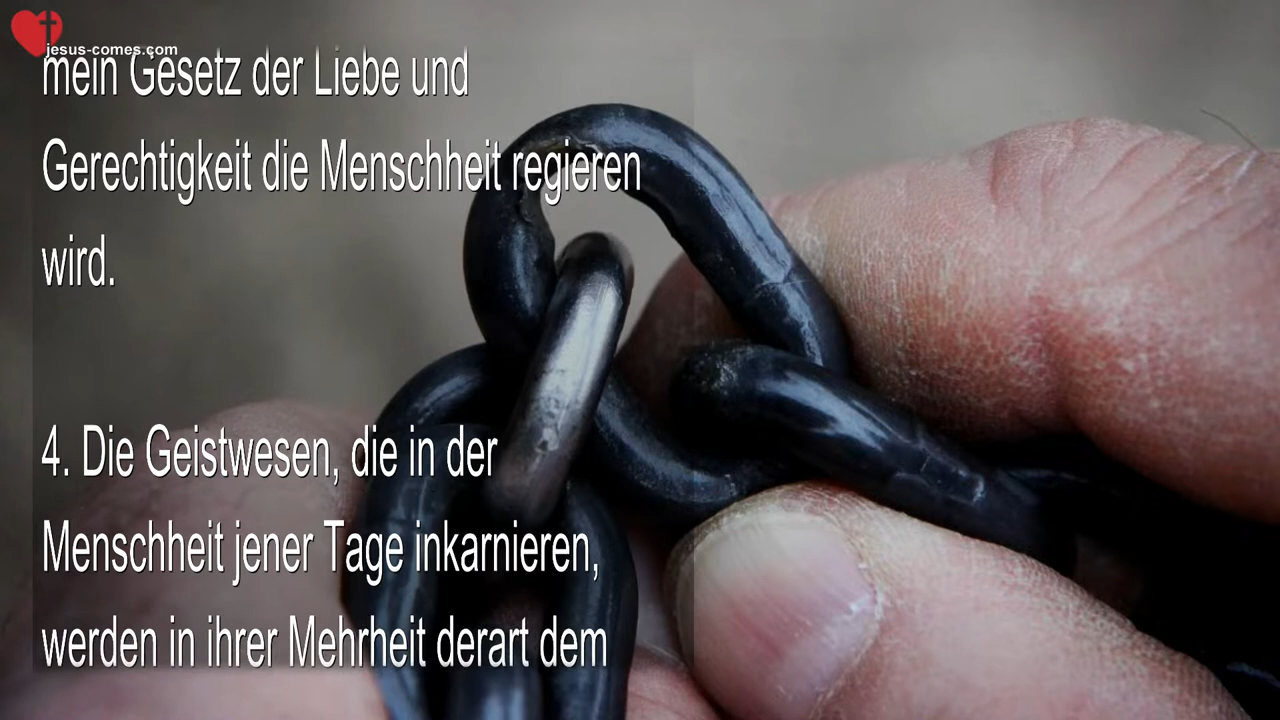 jesus-comes.com
mein Gesetz der Liebe und
Gerechtigkeit die Menschheit regieren
wird.
4. Die Geistwesen, die in der
Menschheit jener Tage inkarnieren,
werden in ihrer Mehrheit derart dem